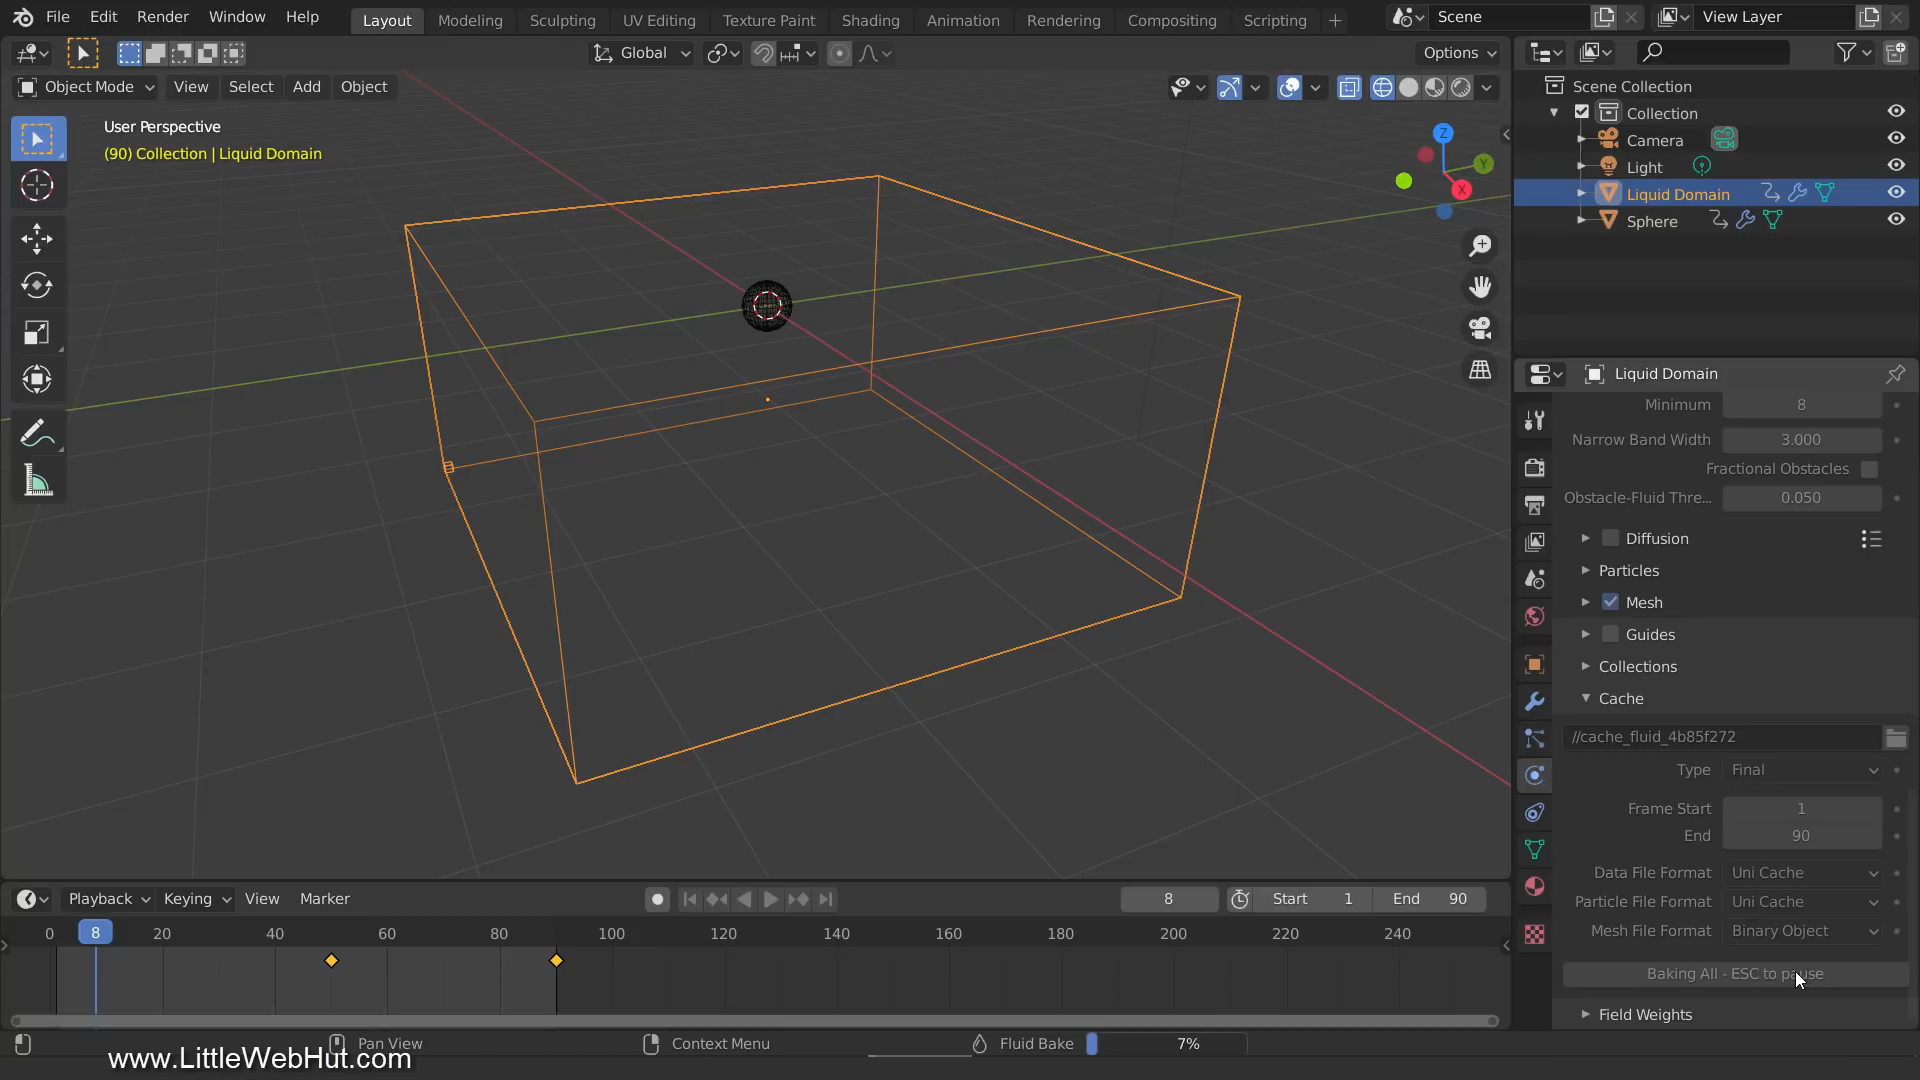 File Edit Render Window Help Layout Modeling Sculpting UV Editing Texture Paint Shading Animation Rendering Compositing Scripting + Scene View Layer
Global Options
Object Mode View Select Add Object
User Perspective
(90) Collection | Liquid Domain
Z
Y
X
Scene Collection
Collection
Camera
Light
Liquid Domain
Sphere
Liquid Domain
Minimum 8
Narrow Band Width 3.000
Fractional Obstacles
Obstacle-Fluid Thre... 0.050
Diffusion
Particles
Mesh
Guides
Collections
Cache
//cache_fluid_4b85f272
Type Final
Frame Start 1
End 90
Data File Format Uni Cache
Particle File Format Uni Cache
Mesh File Format Binary Object
Baking All - ESC to pause
Field Weights
Playback Keying View Marker 8 Start 1 End 90
0 8 20 40 60 80 100 120 140 160 180 200 220 240
Pan View Context Menu Fluid Bake 7%
www.LittleWebHut.com